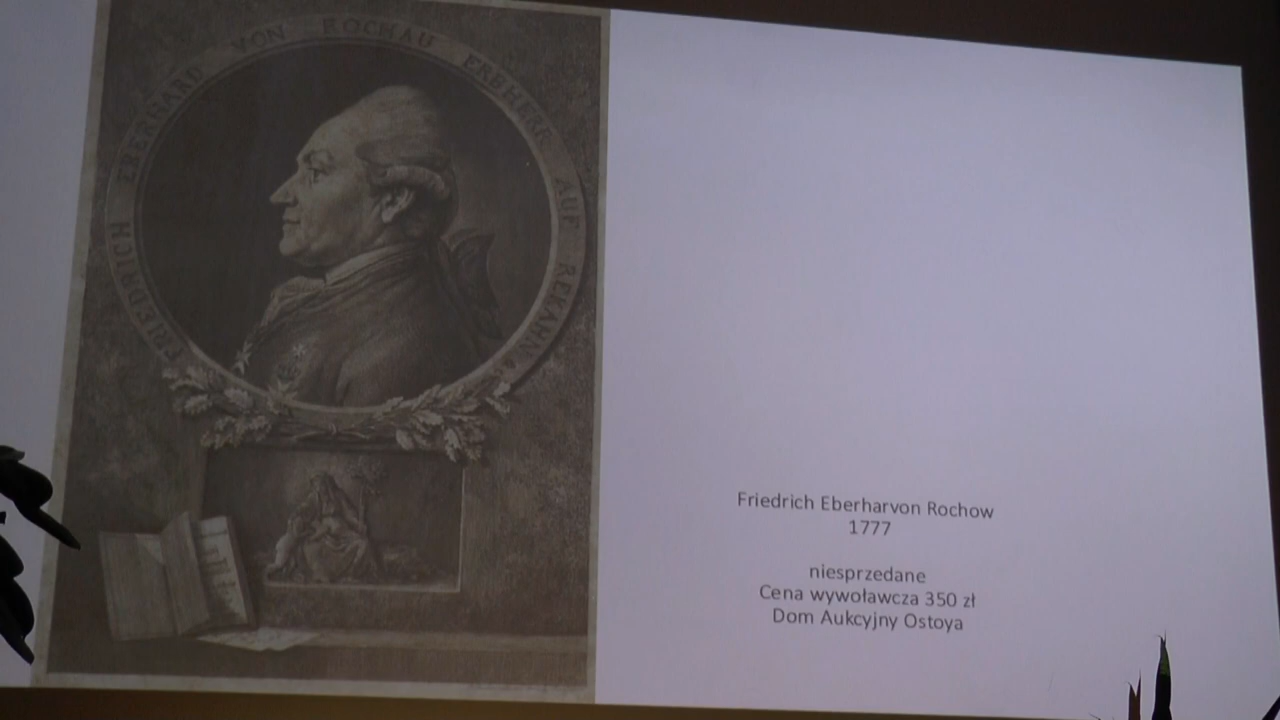 FRIEDRICH EBERHARD VON ROCHAU ERBHERR AUF REKAHN
Friedrich Eberharvon Rochow
1777
niesprzedane
Cena wywoławcza 350 zł
Dom Aukcyjny Ostoya